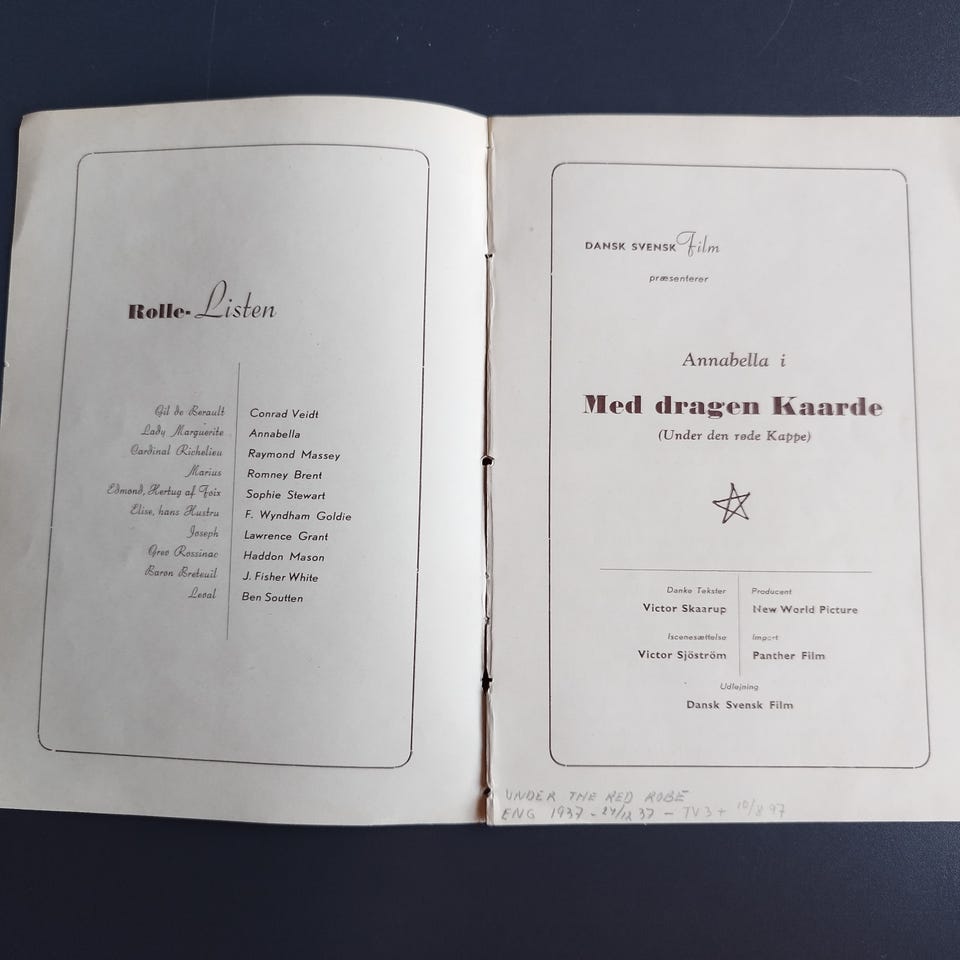 Rolle-Listen
Gil de Berault Conrad Veidt
Lady Marguerite Annabella
Cardinal Richelieu Raymond Massey
Marius Romney Brent
Edmond, Hertug af Foix Sophie Stewart
Elise, hans Hustru F. Wyndham Goldie
Joseph Lawrence Grant
Grev Rossinac Haddon Mason
Baron Breteuil J. Fisher White
Leval Ben Soutten
DANSK SVENSK Film
præsenterer
Annabella i
Med dragen Kaarde
(Under den røde Kappe)
Danke Tekster
Victor Skaarup
Producent
New World Picture
Iscenesættelse
Victor Sjöström
Import
Panther Film
Udlejning
Dansk Svensk Film
UNDER THE RED ROBE
ENG 1937 - 27/12 37 - TV3+ 10/8 97